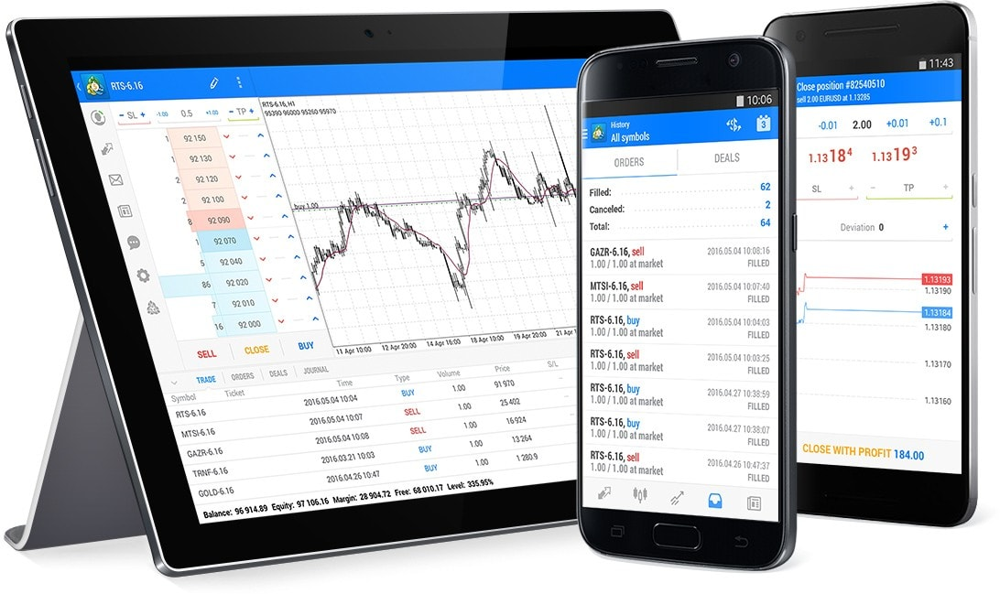 RTS-6.16
- SL + -1.00 0.5 +1.00 - TP +
RTS-6.16, H1
95390 96000 95260 95970
1 92 150
1 92 130
2 92 120
2 92 100
8 92 090
1 92 070
5 92 040
86 92 020
7 92 010
16 92 000
buy 1.00
SELL CLOSE BUY
11 Apr 10:00 12 Apr 20:00 14 Apr 16:00 18 Apr 10:00 19 Apr 20:00 21 Apr
TRADE ORDERS DEALS JOURNAL
Symbol Ticket Time Type Volume Price S/L
RTS-6.16 2016.05.04 10:04 BUY 1.00 91 970
MTSI-6.16 2016.05.04 10:07 SELL 1.00 25 402
GAZR-6.16 2016.05.04 10:08 SELL 1.00 16 924
TRNF-6.16 2016.03.21 10:03 BUY 1.00 13 264
GOLD-6.16 2016.04.26 10:47 BUY 1.00 1 280.9
Balance: 96 914.89 Equity: 97 106.16 Margin: 28 904.72 Free: 68 010.17 Level: 335.95%
10:06
History
All symbols
3
ORDERS DEALS
Filled: 62
Canceled: 2
Total: 64
GAZR-6.16, sell 2016.05.04 10:08:16
1.00 / 1.00 at market FILLED
MTSI-6.16, sell 2016.05.04 10:07:40
1.00 / 1.00 at market FILLED
RTS-6.16, buy 2016.05.04 10:04:03
1.00 / 1.00 at market FILLED
RTS-6.16, sell 2016.05.04 10:03:25
1.00 / 1.00 at market FILLED
RTS-6.16, buy 2016.04.27 10:38:59
1.00 / 1.00 at market FILLED
RTS-6.16, buy 2016.04.27 10:38:07
1.00 / 1.00 at market FILLED
RTS-6.16, sell 2016.04.26 10:47:37
1.00 / 1.00 at market FILLED
11:43
Close position #82540510
sell 2.00 EURUSD at 1.13285
-0.01 2.00 +0.01 +0.1
1.13184 1.13193
SL + - TP +
Deviation 0 +
1.13193
1.13190
1.13184
1.13180
1.13170
1.13160
CLOSE WITH PROFIT 184.00